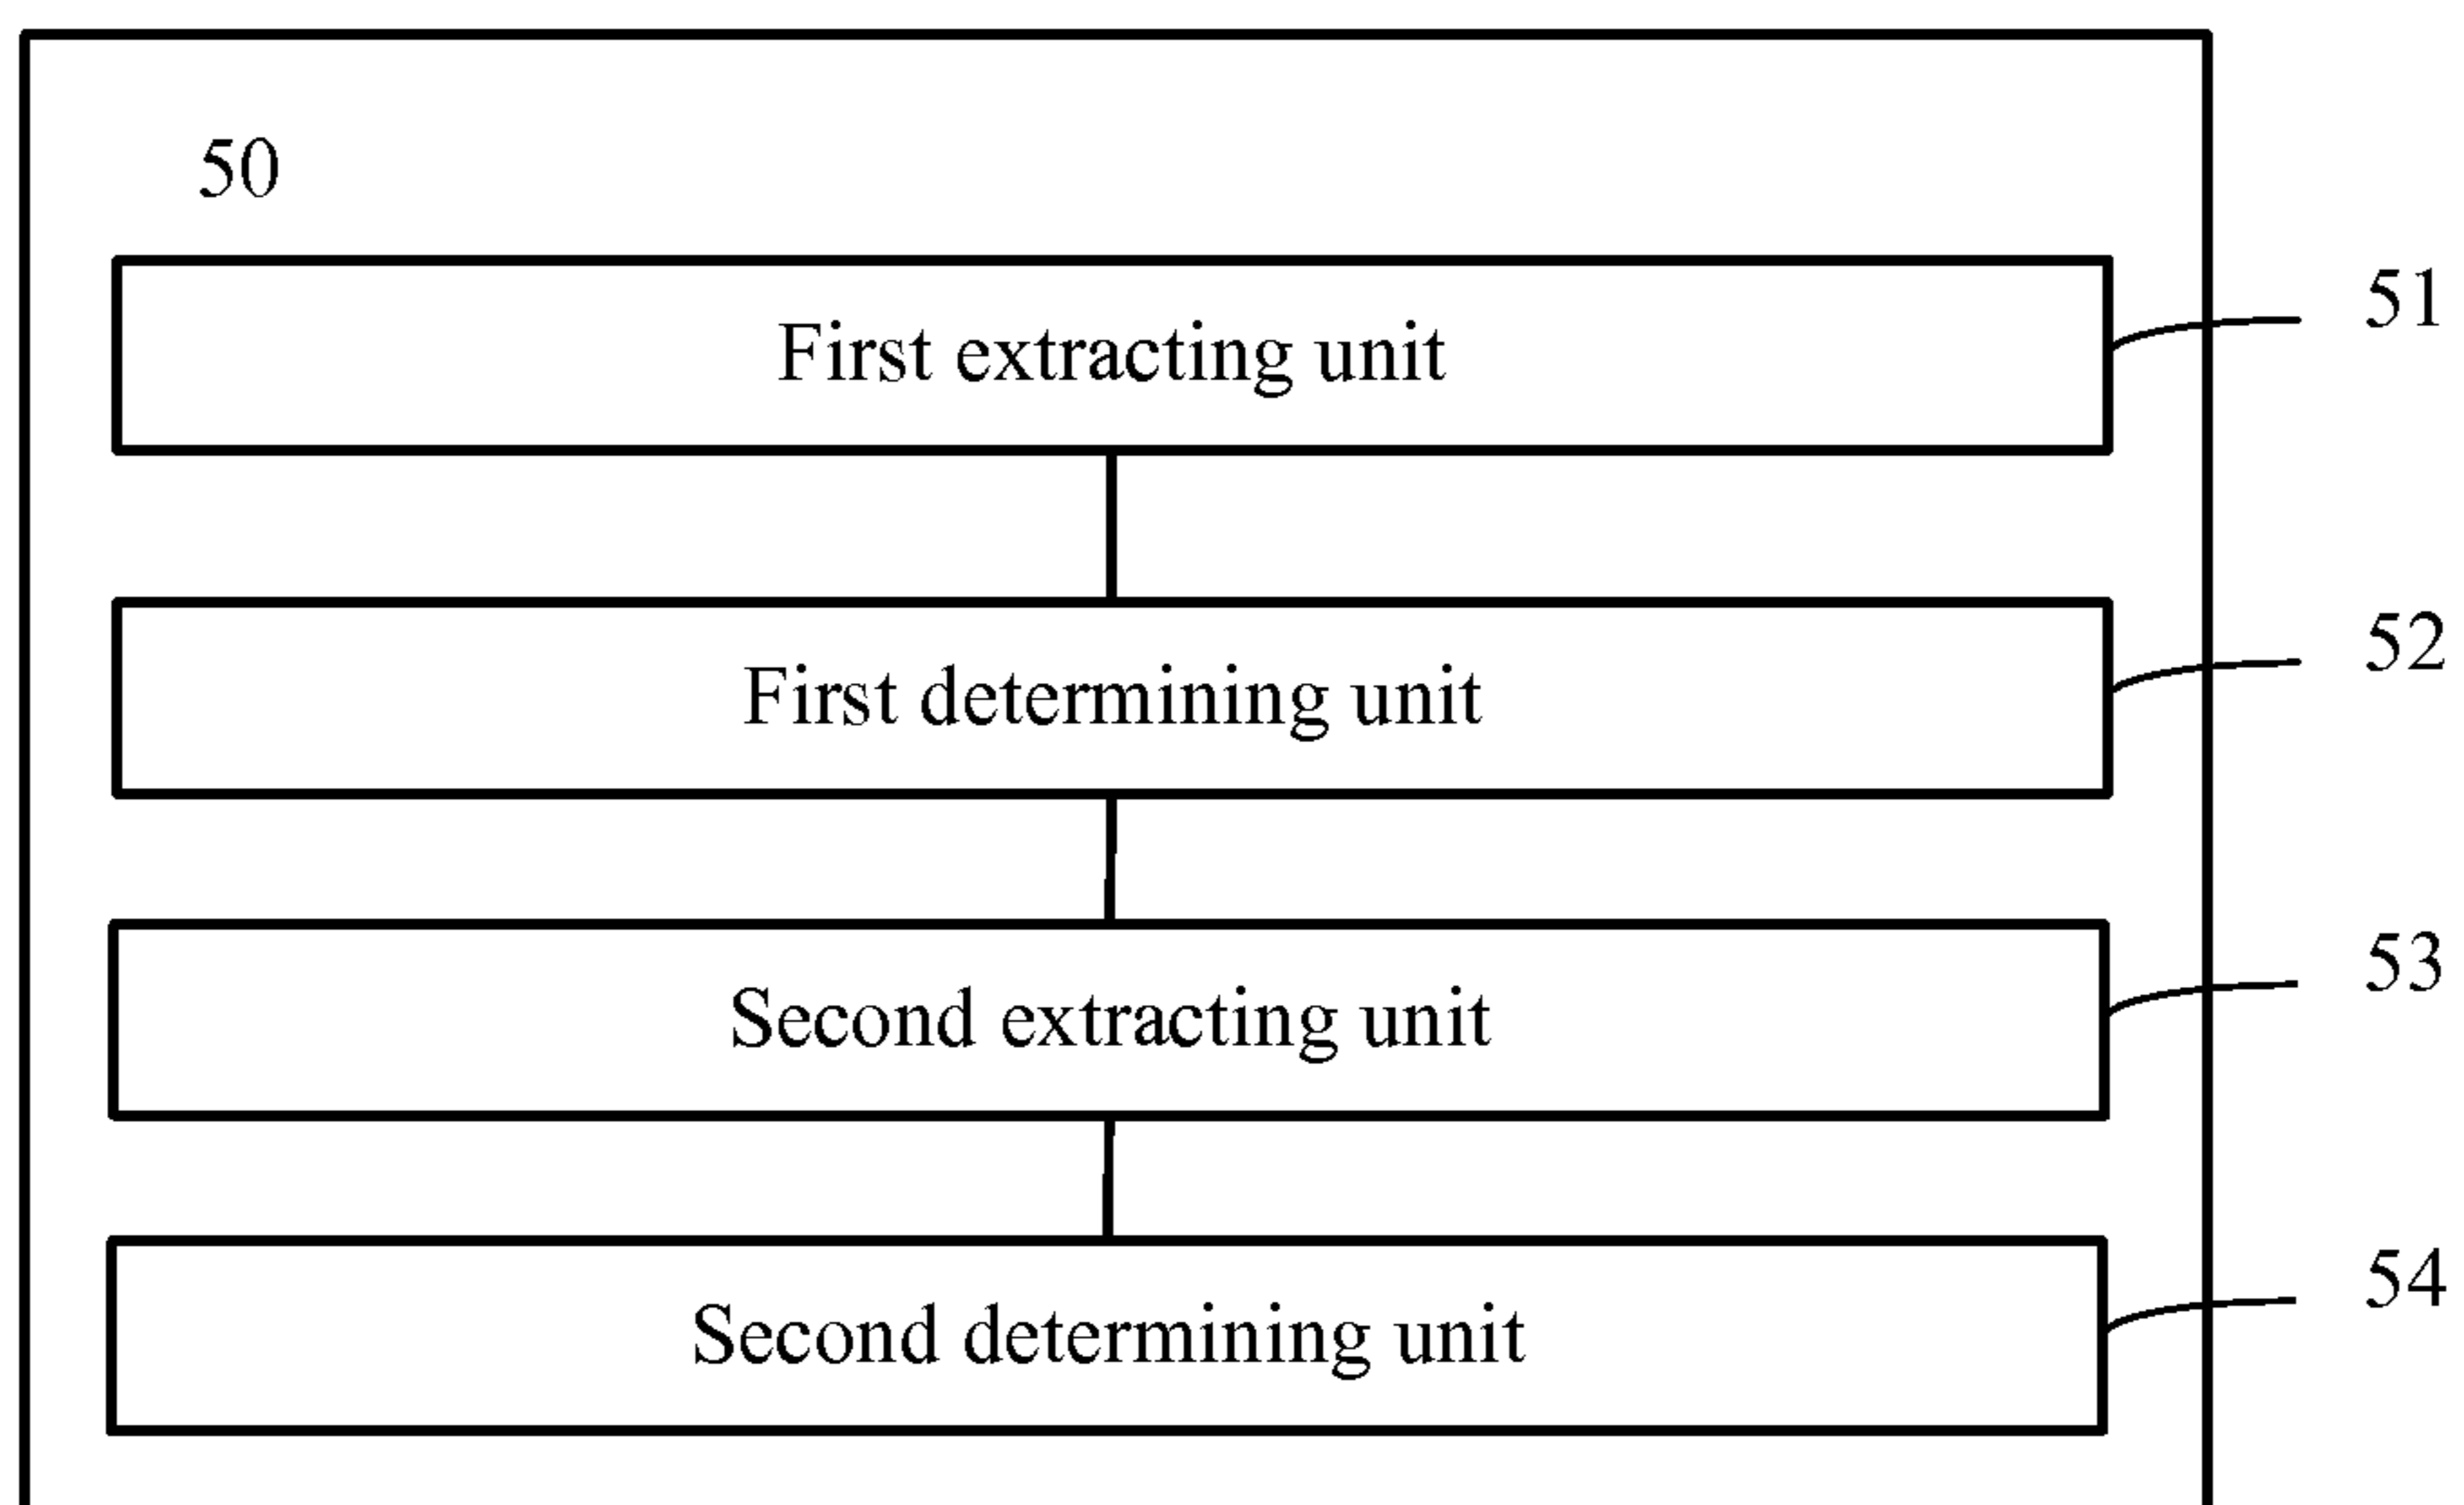 50
First extracting unit
51
First determining unit
52
Second extracting unit
53
Second determining unit
54